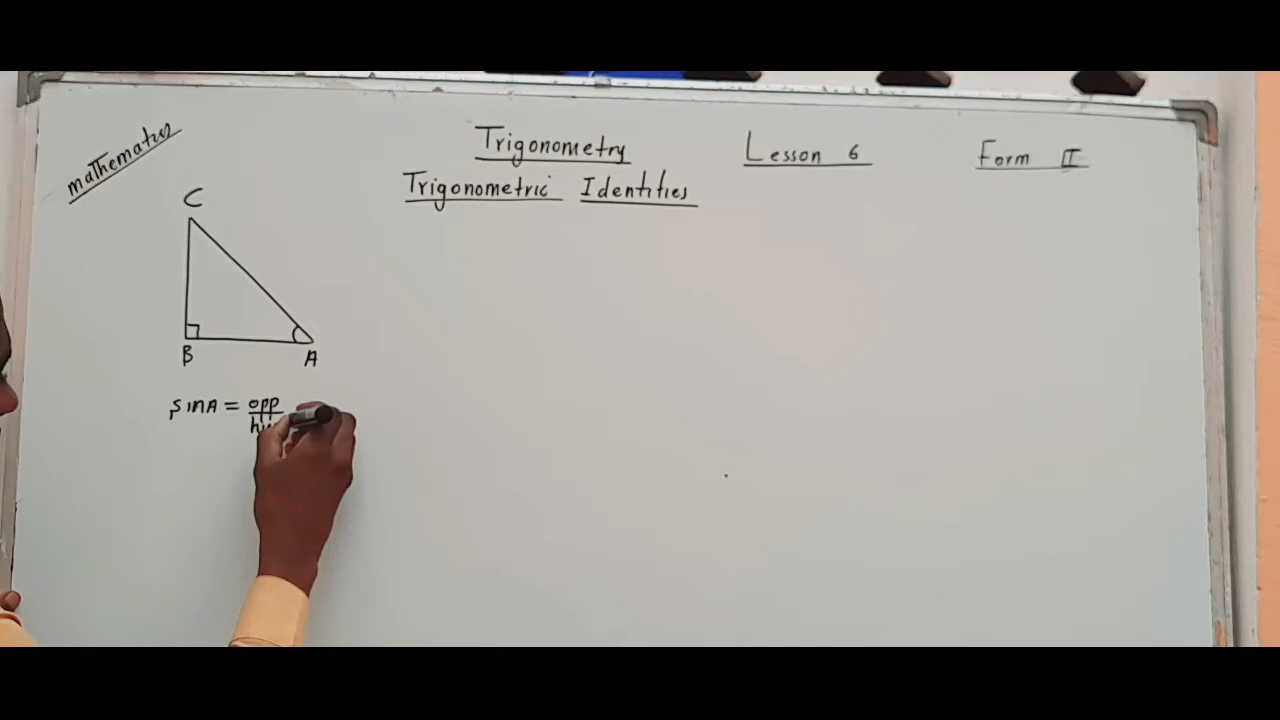 mathematics
Trigonometry Lesson 6 Form II
Trigonometric Identities
C
B A
sinA = opp